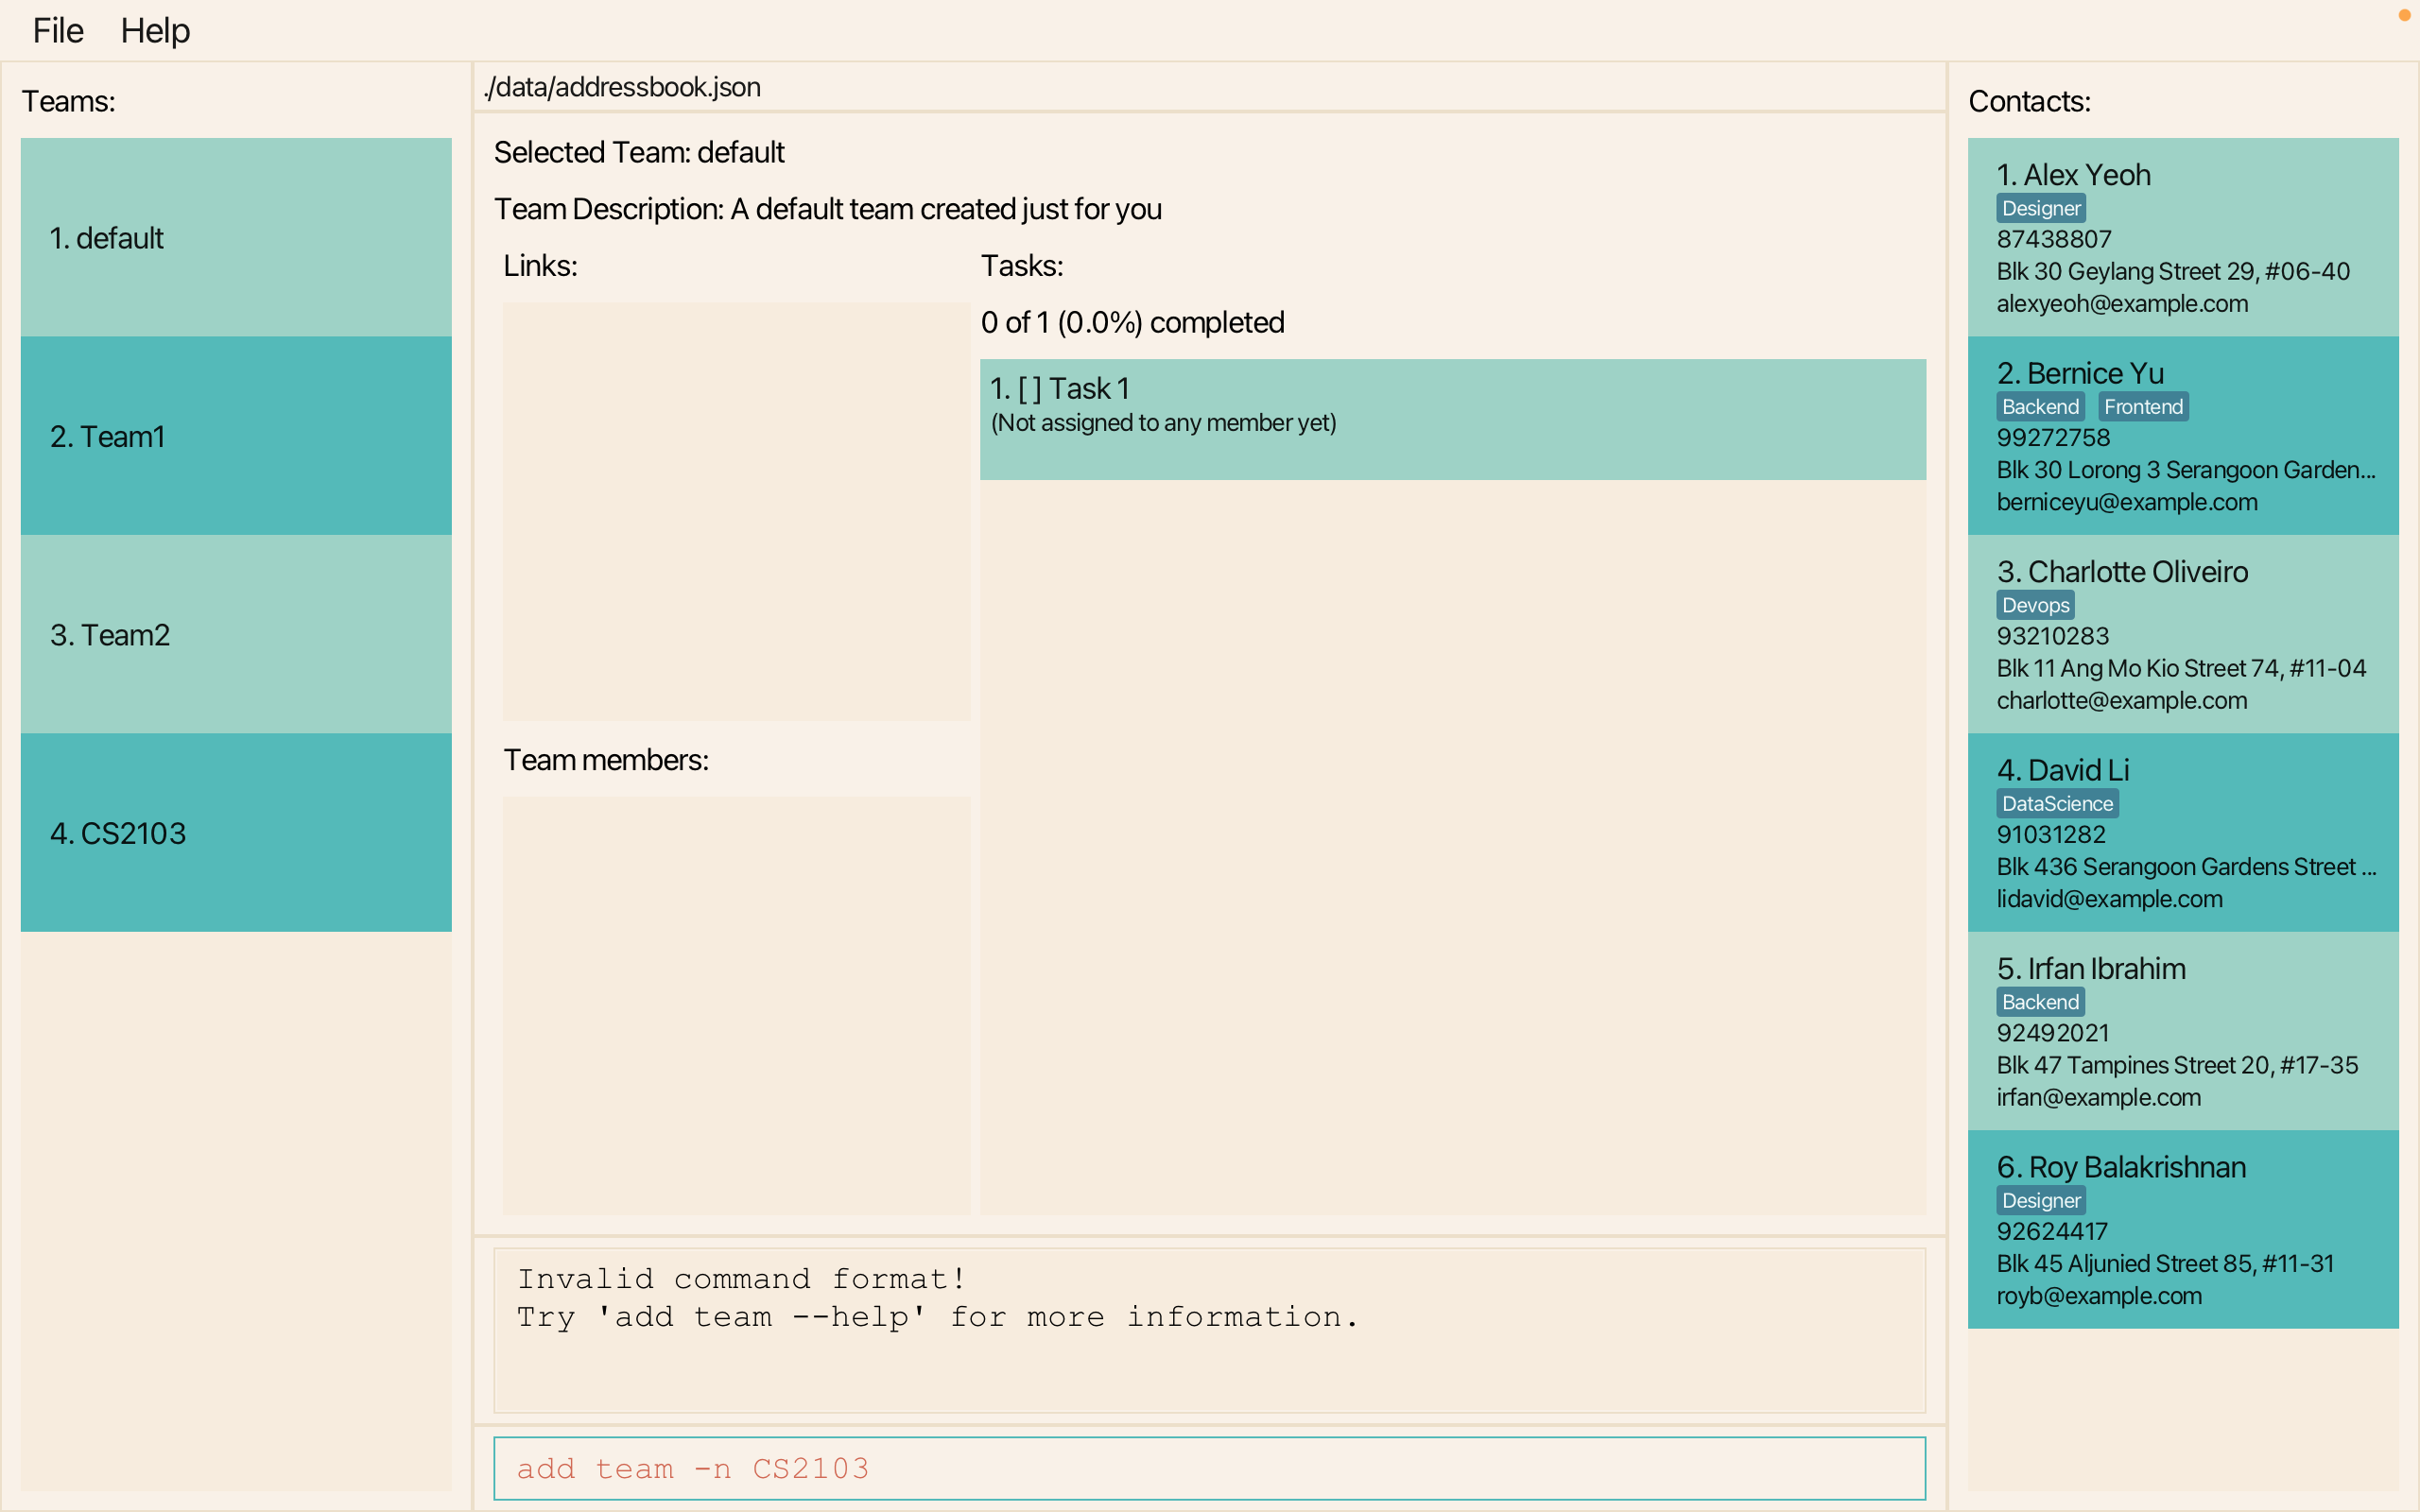 File Help
Teams:
1. default
2. Team1
3. Team2
4. CS2103
./data/addressbook.json
Selected Team: default
Team Description: A default team created just for you
Links:
Team members:
Tasks:
0 of 1 (0.0%) completed
1. [ ] Task 1
(Not assigned to any member yet)
Invalid command format!
Try 'add team --help' for more information.
add team -n CS2103
Contacts:
1. Alex Yeoh
Designer
87438807
Blk 30 Geylang Street 29, #06-40
alexyeoh@example.com
2. Bernice Yu
Backend Frontend
99272758
Blk 30 Lorong 3 Serangoon Garden...
berniceyu@example.com
3. Charlotte Oliveiro
Devops
93210283
Blk 11 Ang Mo Kio Street 74, #11-04
charlotte@example.com
4. David Li
DataScience
91031282
Blk 436 Serangoon Gardens Street ...
lidavid@example.com
5. Irfan Ibrahim
Backend
92492021
Blk 47 Tampines Street 20, #17-35
irfan@example.com
6. Roy Balakrishnan
Designer
92624417
Blk 45 Aljunied Street 85, #11-31
royb@example.com